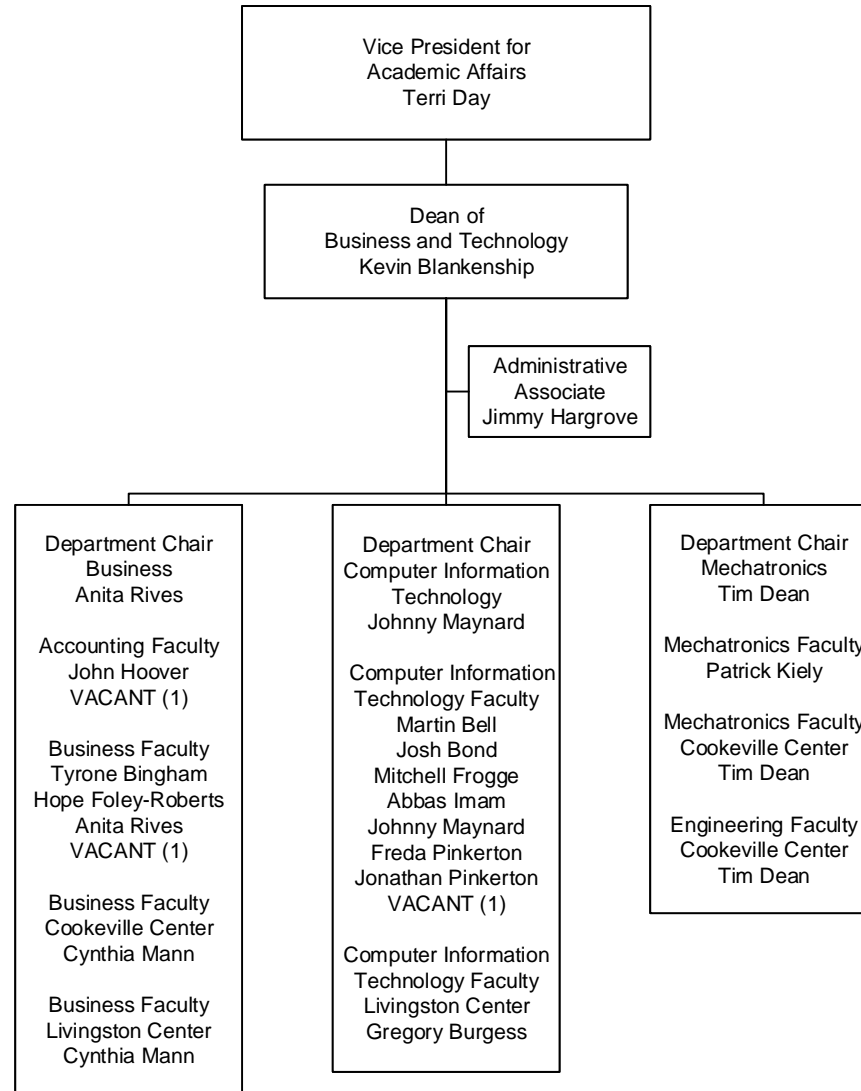 Vice President for
Academic Affairs
Terri Day
Dean of
Business and Technology
Kevin Blankenship
Administrative
Associate
Jimmy Hargrove
Department Chair
Business
Anita Rives
Accounting Faculty
John Hoover
VACANT (1)
Business Faculty
Tyrone Bingham
Hope Foley-Roberts
Anita Rives
VACANT (1)
Business Faculty
Cookeville Center
Cynthia Mann
Business Faculty
Livingston Center
Cynthia Mann
Department Chair
Computer Information
Technology
Johnny Maynard
Computer Information
Technology Faculty
Martin Bell
Josh Bond
Mitchell Frogge
Abbas Imam
Johnny Maynard
Freda Pinkerton
Jonathan Pinkerton
VACANT (1)
Computer Information
Technology Faculty
Livingston Center
Gregory Burgess
Department Chair
Mechatronics
Tim Dean
Mechatronics Faculty
Patrick Kiely
Mechatronics Faculty
Cookeville Center
Tim Dean
Engineering Faculty
Cookeville Center
Tim Dean